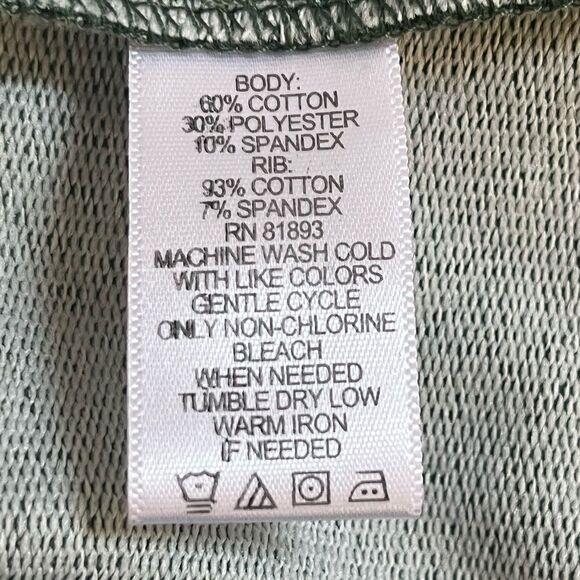 BODY:
60% COTTON
30% POLYESTER
10% SPANDEX
RIB:
93% COTTON
7% SPANDEX
RN 81893
MACHINE WASH COLD
WITH LIKE COLORS
GENTLE CYCLE
ONLY NON-CHLORINE
BLEACH
WHEN NEEDED
TUMBLE DRY LOW
WARM IRON
IF NEEDED